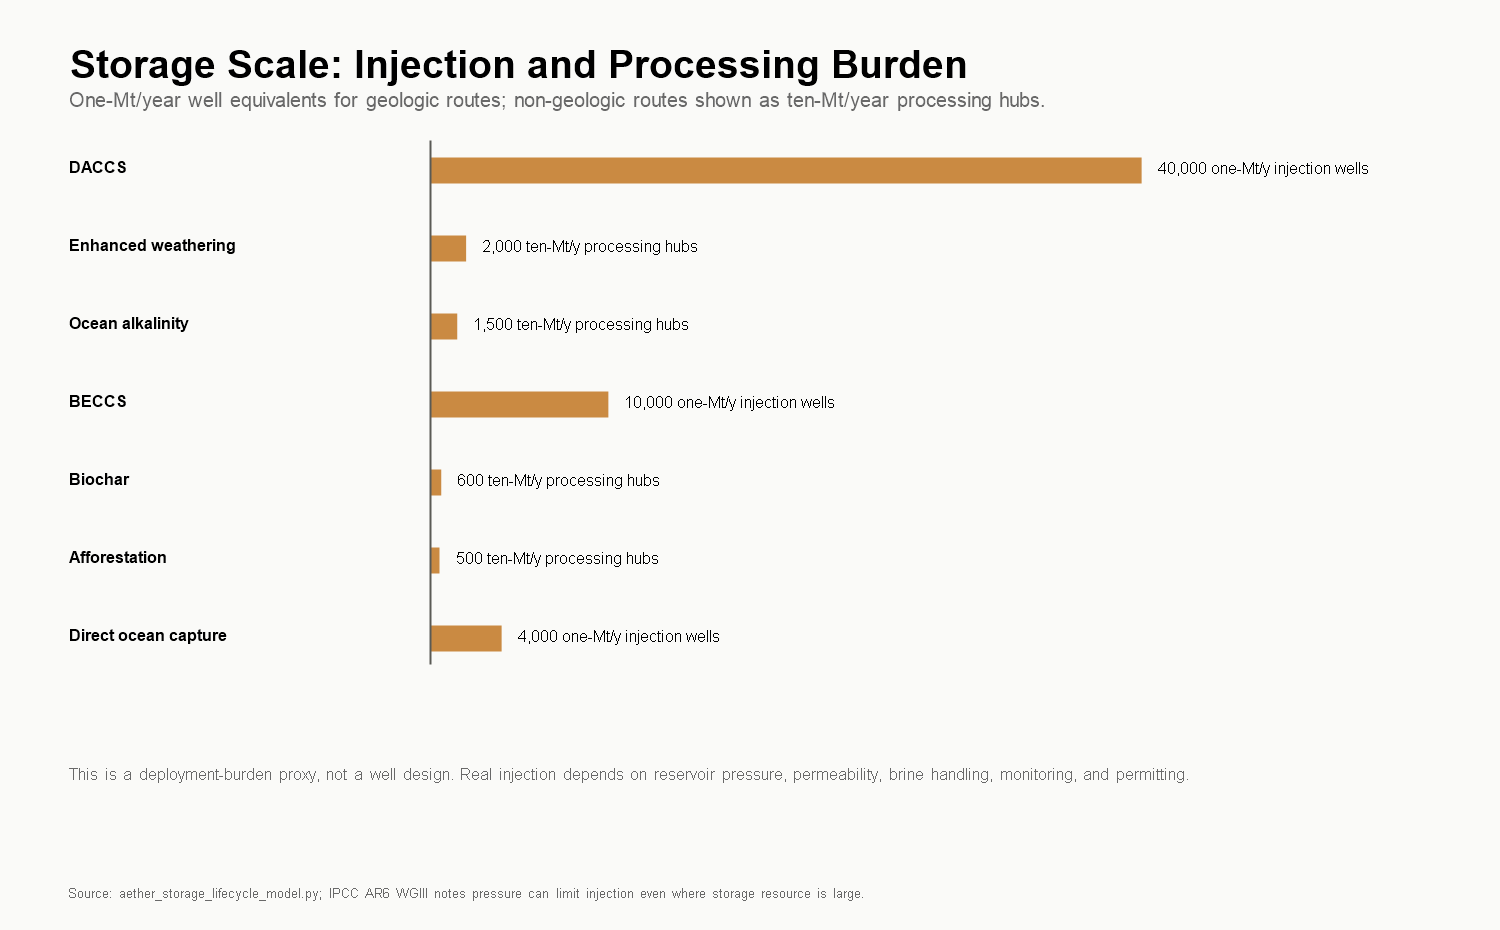 Storage Scale: Injection and Processing Burden
One-Mt/year well equivalents for geologic routes; non-geologic routes shown as ten-Mt/year processing hubs.
DACCS
40,000 one-Mt/y injection wells
Enhanced weathering
2,000 ten-Mt/y processing hubs
Ocean alkalinity
1,500 ten-Mt/y processing hubs
BECCS
10,000 one-Mt/y injection wells
Biochar
600 ten-Mt/y processing hubs
Afforestation
500 ten-Mt/y processing hubs
Direct ocean capture
4,000 one-Mt/y injection wells
This is a deployment-burden proxy, not a well design. Real injection depends on reservoir pressure, permeability, brine handling, monitoring, and permitting.
Source: aether_storage_lifecycle_model.py; IPCC AR6 WGIII notes pressure can limit injection even where storage resource is large.